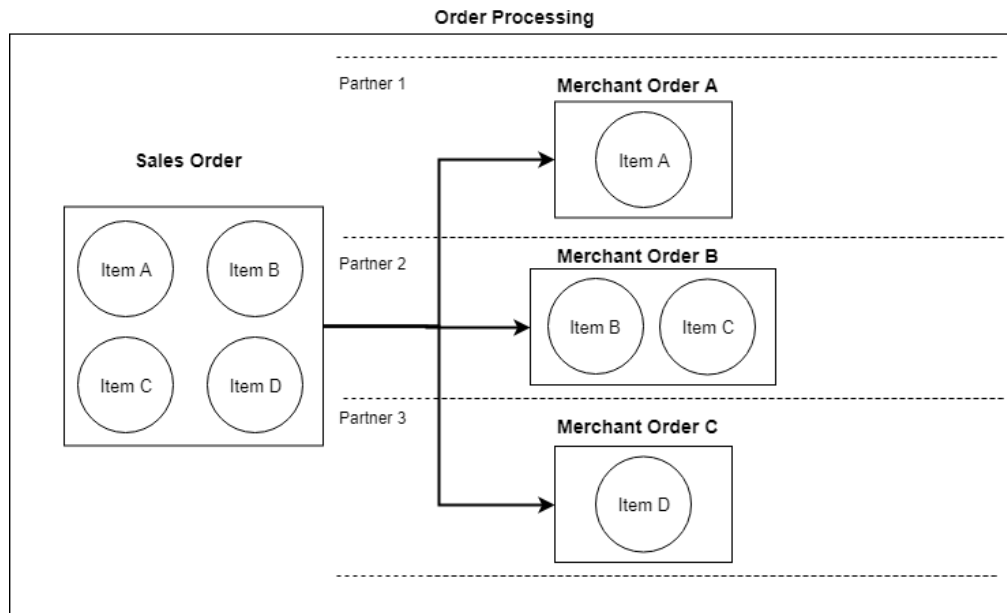 Order Processing
Partner 1
Merchant Order A
Item A
Sales Order
Item A
Item B
Item C
Item D
Partner 2
Merchant Order B
Item B
Item C
Partner 3
Merchant Order C
Item D